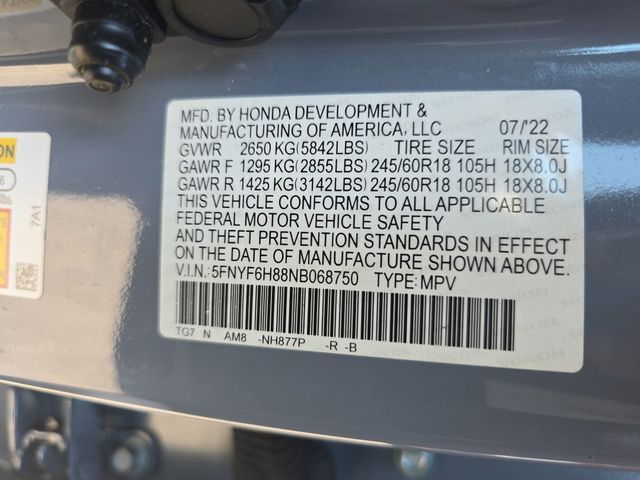 MFD. BY HONDA DEVELOPMENT &
MANUFACTURING OF AMERICA, LLC 07/'22
GVWR 2650 KG(5842LBS) TIRE SIZE RIM SIZE
GAWR F 1295 KG(2855LBS) 245/60R18 105H 18X8.0J
GAWR R 1425 KG(3142LBS) 245/60R18 105H 18X8.0J
THIS VEHICLE CONFORMS TO ALL APPLICABLE
FEDERAL MOTOR VEHICLE SAFETY
AND THEFT PREVENTION STANDARDS IN EFFECT
ON THE DATE OF MANUFACTURE SHOWN ABOVE.
V.I.N.: 5FNYF6H88NB068750 TYPE: MPV
TG7 N AM8 -NH877P -R -B
7A1